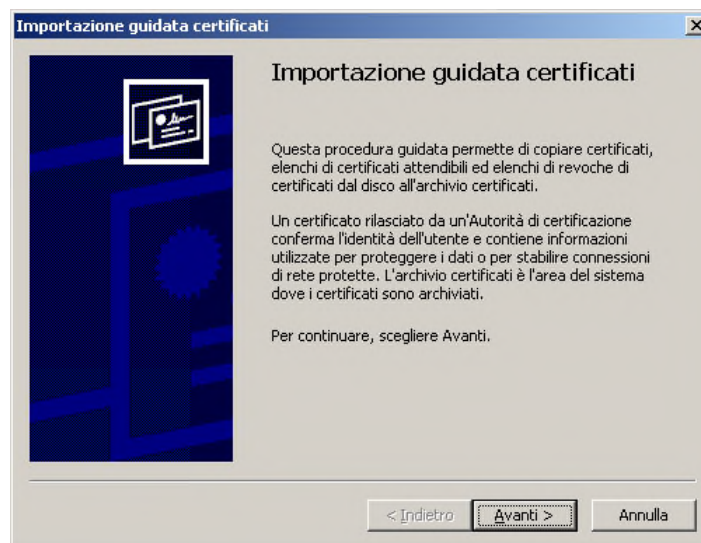 Importazione guidata certificati
Importazione guidata certificati
Questa procedura guidata permette di copiare certificati,
elenchi di certificati attendibili ed elenchi di revoche di
certificati dal disco all'archivio certificati.
Un certificato rilasciato da un'Autorità di certificazione
conferma l'identità dell'utente e contiene informazioni
utilizzate per proteggere i dati o per stabilire connessioni
di rete protette. L'archivio certificati è l'area del sistema
dove i certificati sono archiviati.
Per continuare, scegliere Avanti.
< Indietro Avanti > Annulla